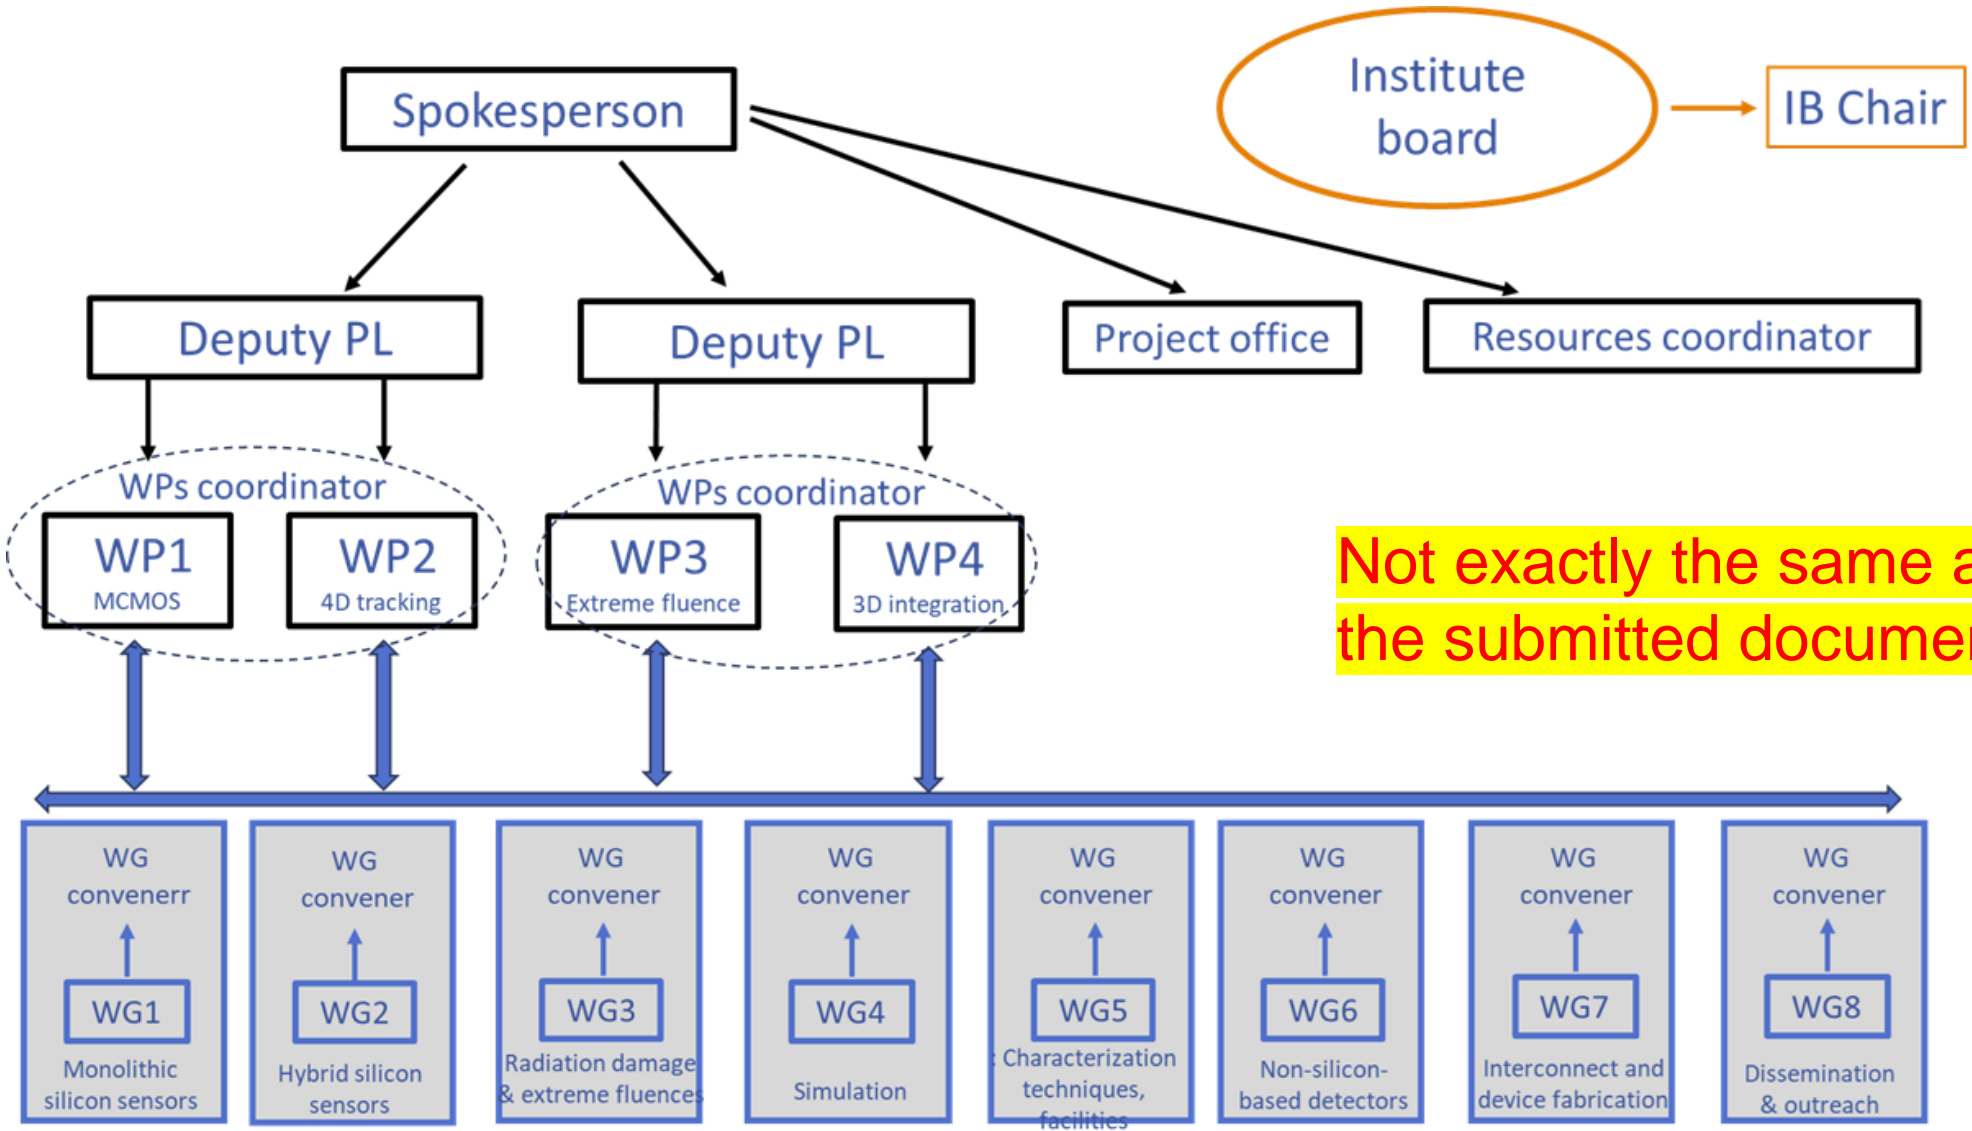 Spokesperson
Institute
board
IB Chair
Deputy PL
Deputy PL
Project office
Resources coordinator
WPs coordinator
WP1
MCMOS
WP2
4D tracking
WPs coordinator
WP3
Extreme fluence
WP4
3D integration
Not exactly the same a
the submitted documen
WG
convenerr
WG1
Monolithic
silicon sensors
WG
convener
WG2
Hybrid silicon
sensors
WG
convener
WG3
Radiation damage
& extreme fluences
WG
convener
WG4
Simulation
WG
convener
WG5
: Characterization
techniques,
facilities
WG
convener
WG6
Non-silicon-
based detectors
WG
convener
WG7
Interconnect and
device fabrication
WG
convener
WG8
Dissemination
& outreach